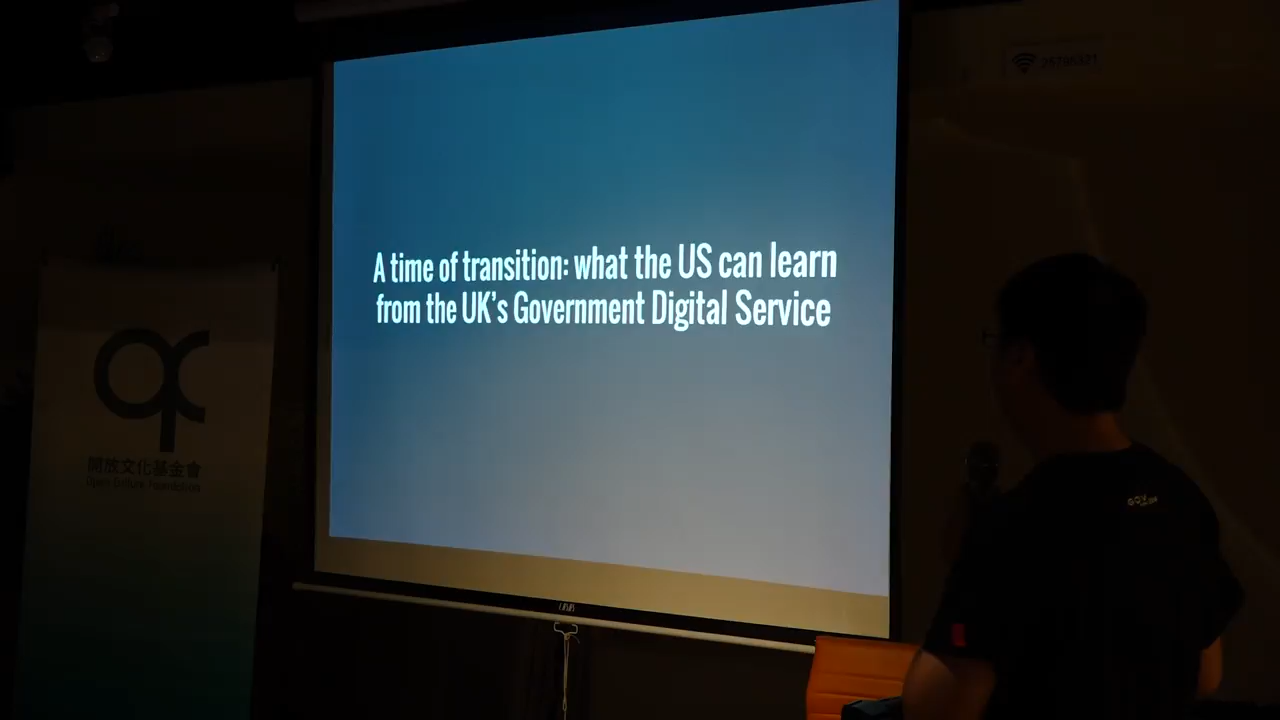 A time of transition: what the US can learn
from the UK's Government Digital Service
開放文化基金會
Open Culture Foundation